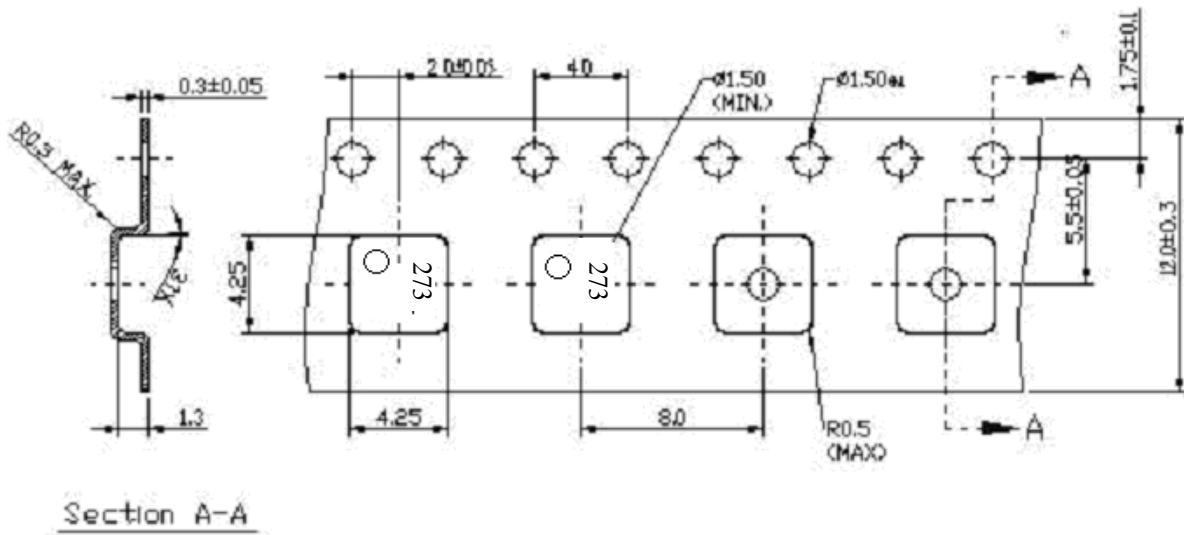 0.3±0.05
2.0±0.05
4.0
Ø1.50
(MIN.)
Ø1.50
A
1.75±0.1
R0.3 MAX.
5.5±0.05
12.0±0.3
4.25
273
273
1.3
4.25
8.0
R0.5
(MAX)
A
Section A-A